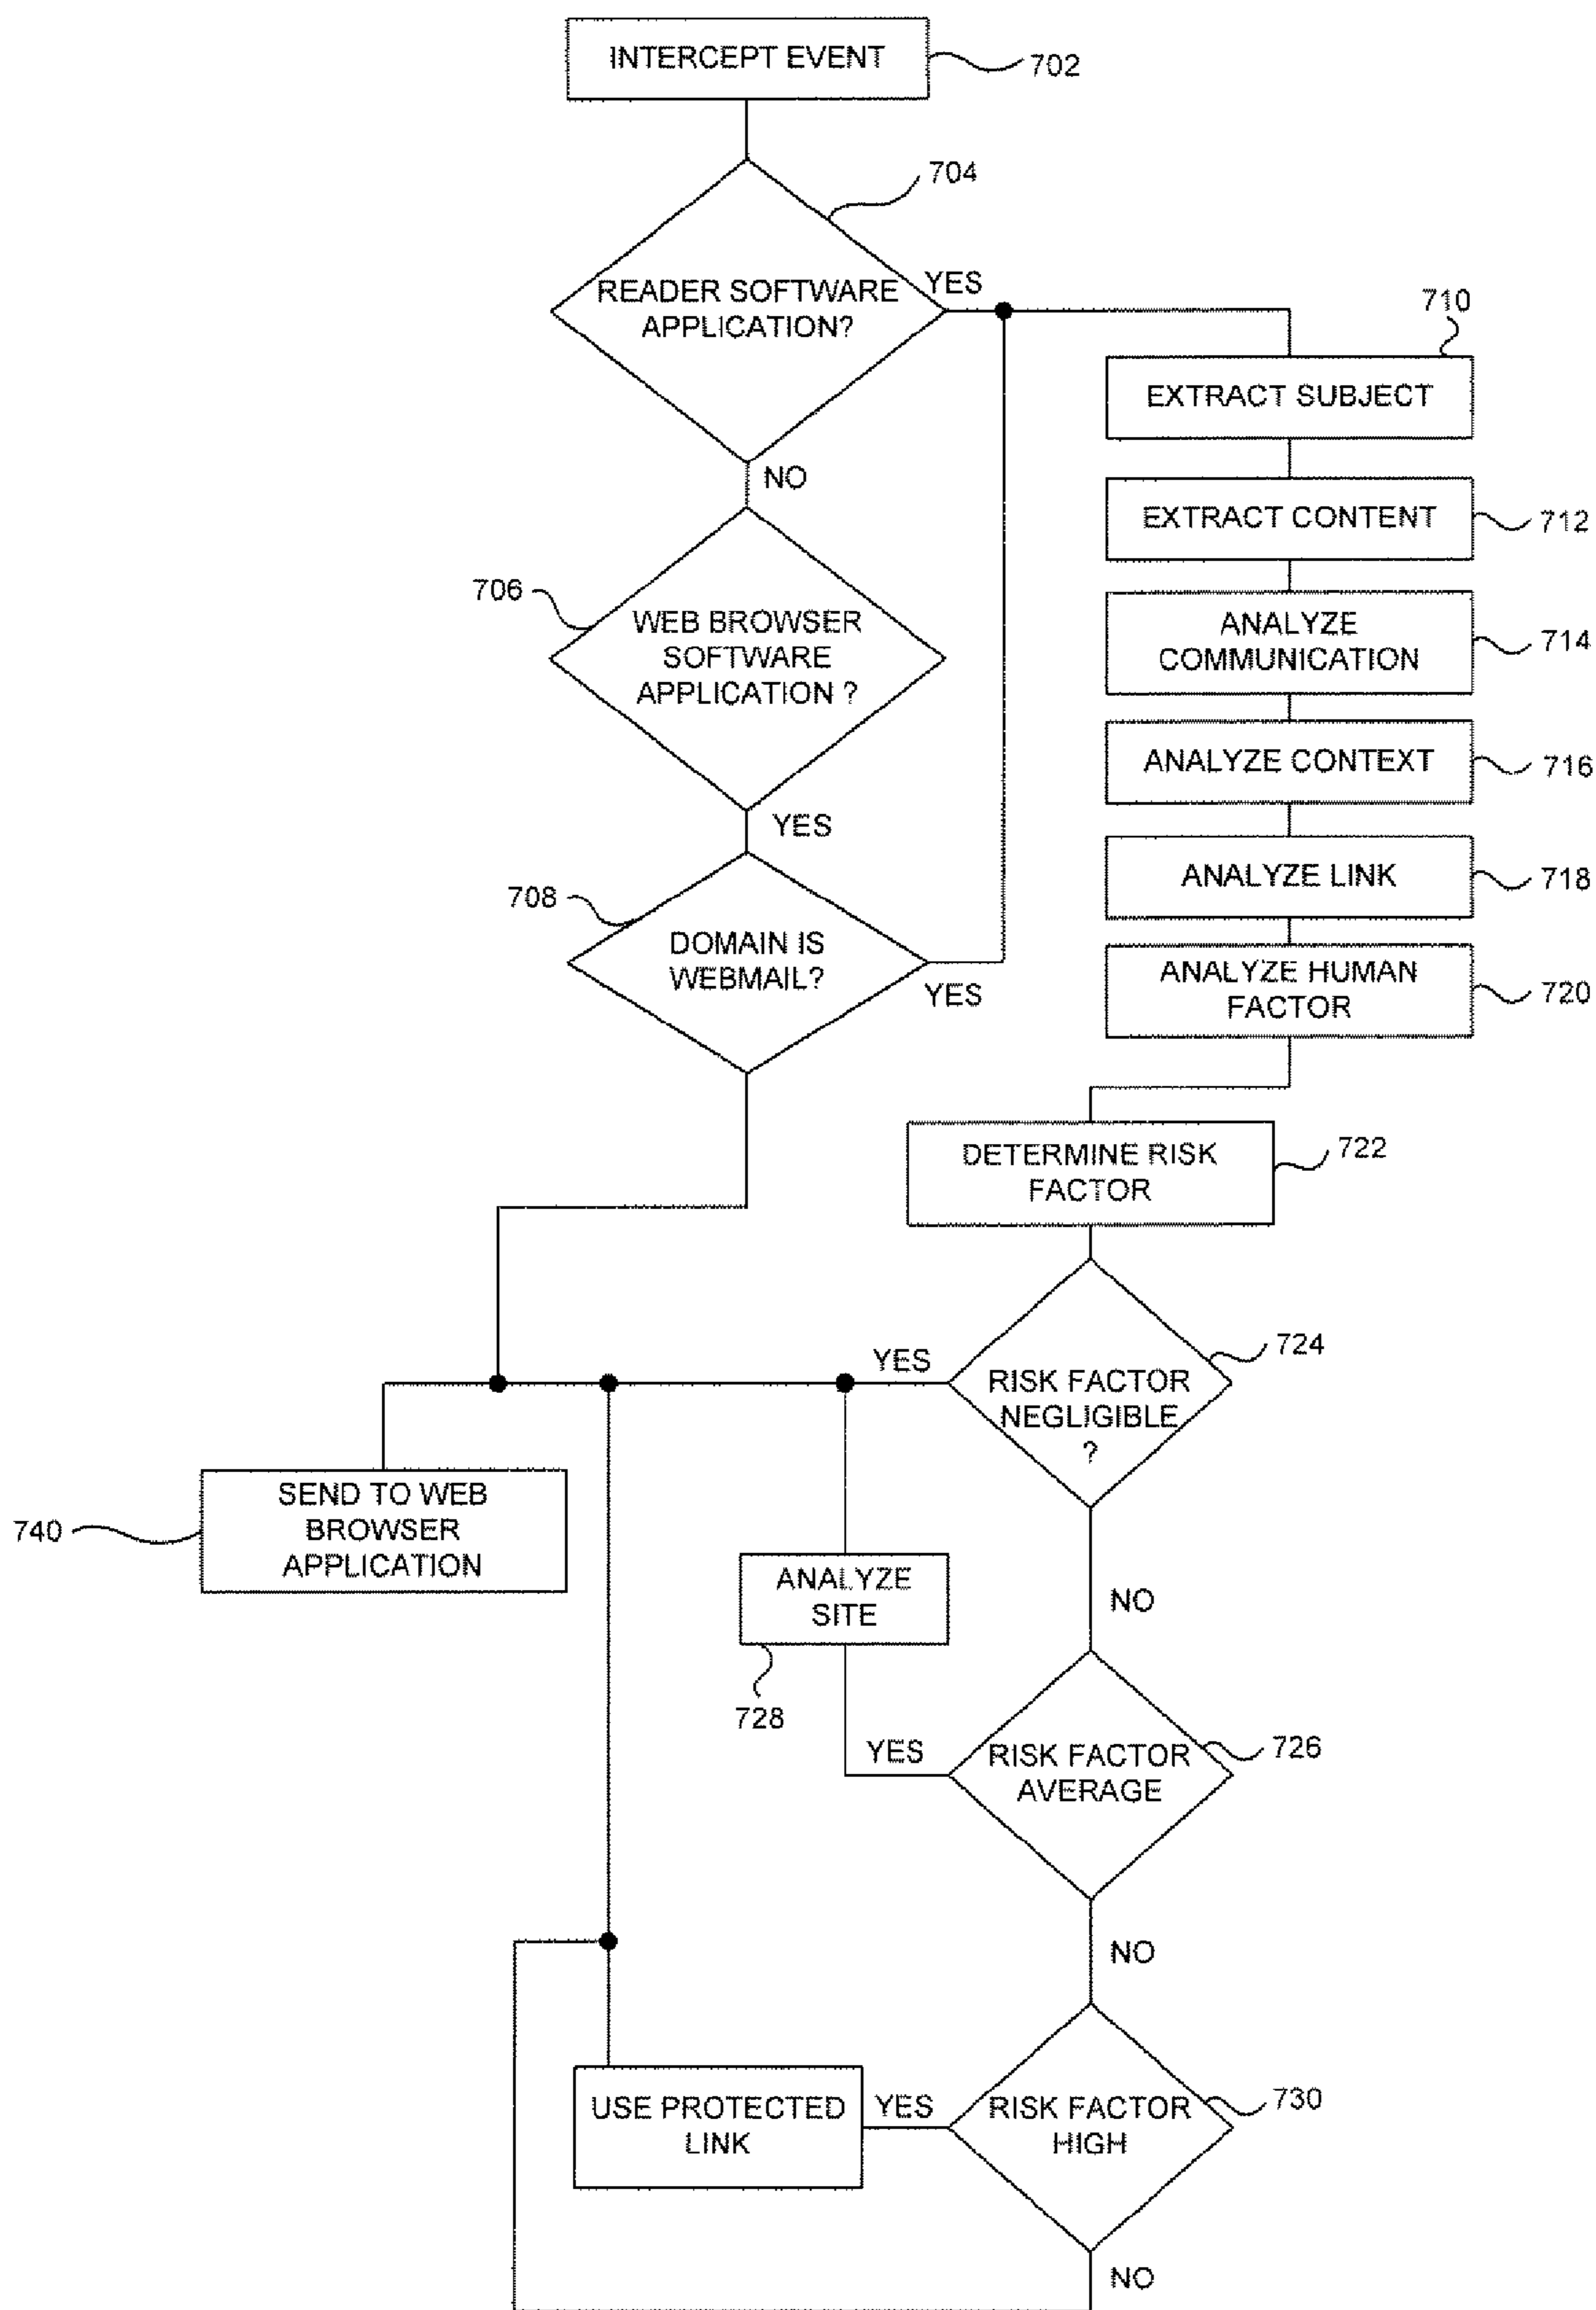 INTERCEPT EVENT
702
704
READER SOFTWARE
APPLICATION?
YES
NO
706
WEB BROWSER
SOFTWARE
APPLICATION ?
YES
708
DOMAIN IS
WEBMAIL?
YES
710
EXTRACT SUBJECT
EXTRACT CONTENT
712
ANALYZE
COMMUNICATION
714
ANALYZE CONTEXT
716
ANALYZE LINK
718
ANALYZE HUMAN
FACTOR
720
DETERMINE RISK
FACTOR
722
724
YES
RISK FACTOR
NEGLIGIBLE
?
NO
740
SEND TO WEB
BROWSER
APPLICATION
ANALYZE
SITE
728
YES
RISK FACTOR
AVERAGE
726
NO
USE PROTECTED
LINK
YES
RISK FACTOR
HIGH
730
NO